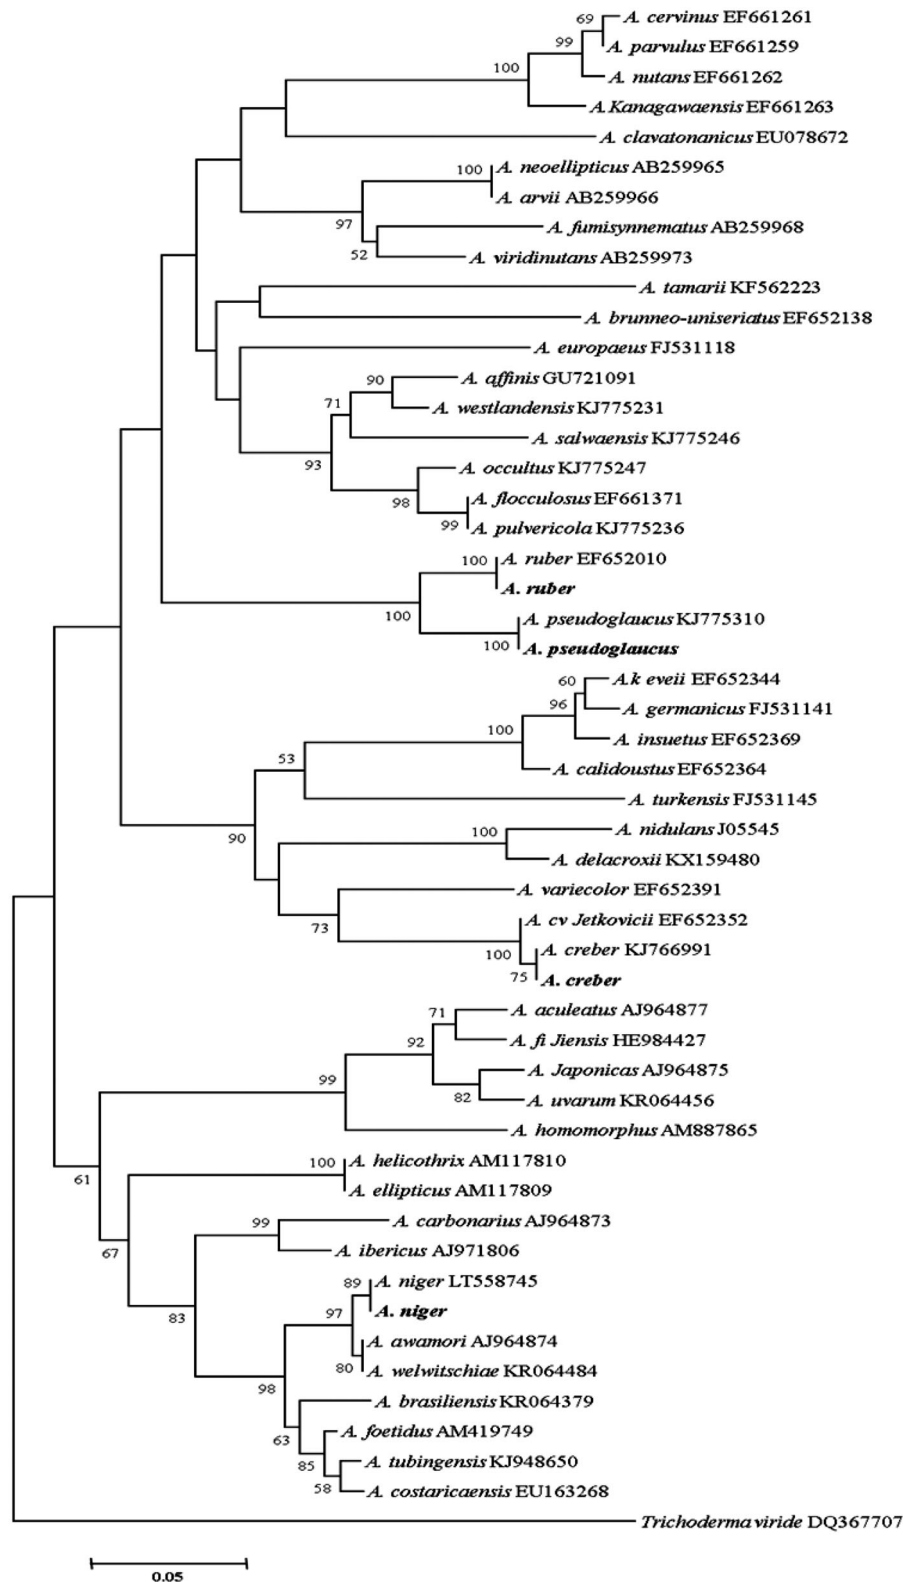 69
A. cervinus EF661261
A. parvulus EF661259
99
A. nutans EF661262
100
A.Kanagawaensis EF661263
A. clavatonanicus EU078672
100
A. neoellipticus AB259965
A. arvii AB259966
97
A. fumisynnematus AB259968
52
A. viridinutans AB259973
A. tamarii KF562223
A. brunneo-uniseriatus EF652138
A. europaeus FJ531118
90
A. affinis GU721091
71
A. westlandensis KJ775231
A. salwaensis KJ775246
93
A. occultus KJ775247
98
A. flocculosus EF661371
99
A. pulvericola KJ775236
100
A. ruber EF652010
A. ruber
100
A. pseudoglaucus KJ775310
100
A. pseudoglaucus
60
A.k eveii EF652344
96
A. germanicus FJ531141
100
A. insuetus EF652369
53
A. calidoustus EF652364
A. turkensis FJ531145
90
100
A. nidulans J05545
A. delacroxii KX159480
A. variecolor EF652391
73
A. cv Jetkovicii EF652352
100
A. creber KJ766991
75
A. creber
71
A. aculeatus AJ964877
92
A. fi Jiensis HE984427
99
A. Japonicas AJ964875
82
A. uvarum KR064456
A. homomorphus AM887865
100
A. helicothrix AM117810
61
A. ellipticus AM117809
99
A. carbonarius AJ964873
67
A. ibericus AJ971806
89
A. niger LT558745
83
97
A. niger
A. awamori AJ964874
80
A. welwitschiae KR064484
98
A. brasiliensis KR064379
63
A. foetidus AM419749
85
A. tubingensis KJ948650
58
A. costaricaensis EU163268
Trichoderma viride DQ367707
0.05